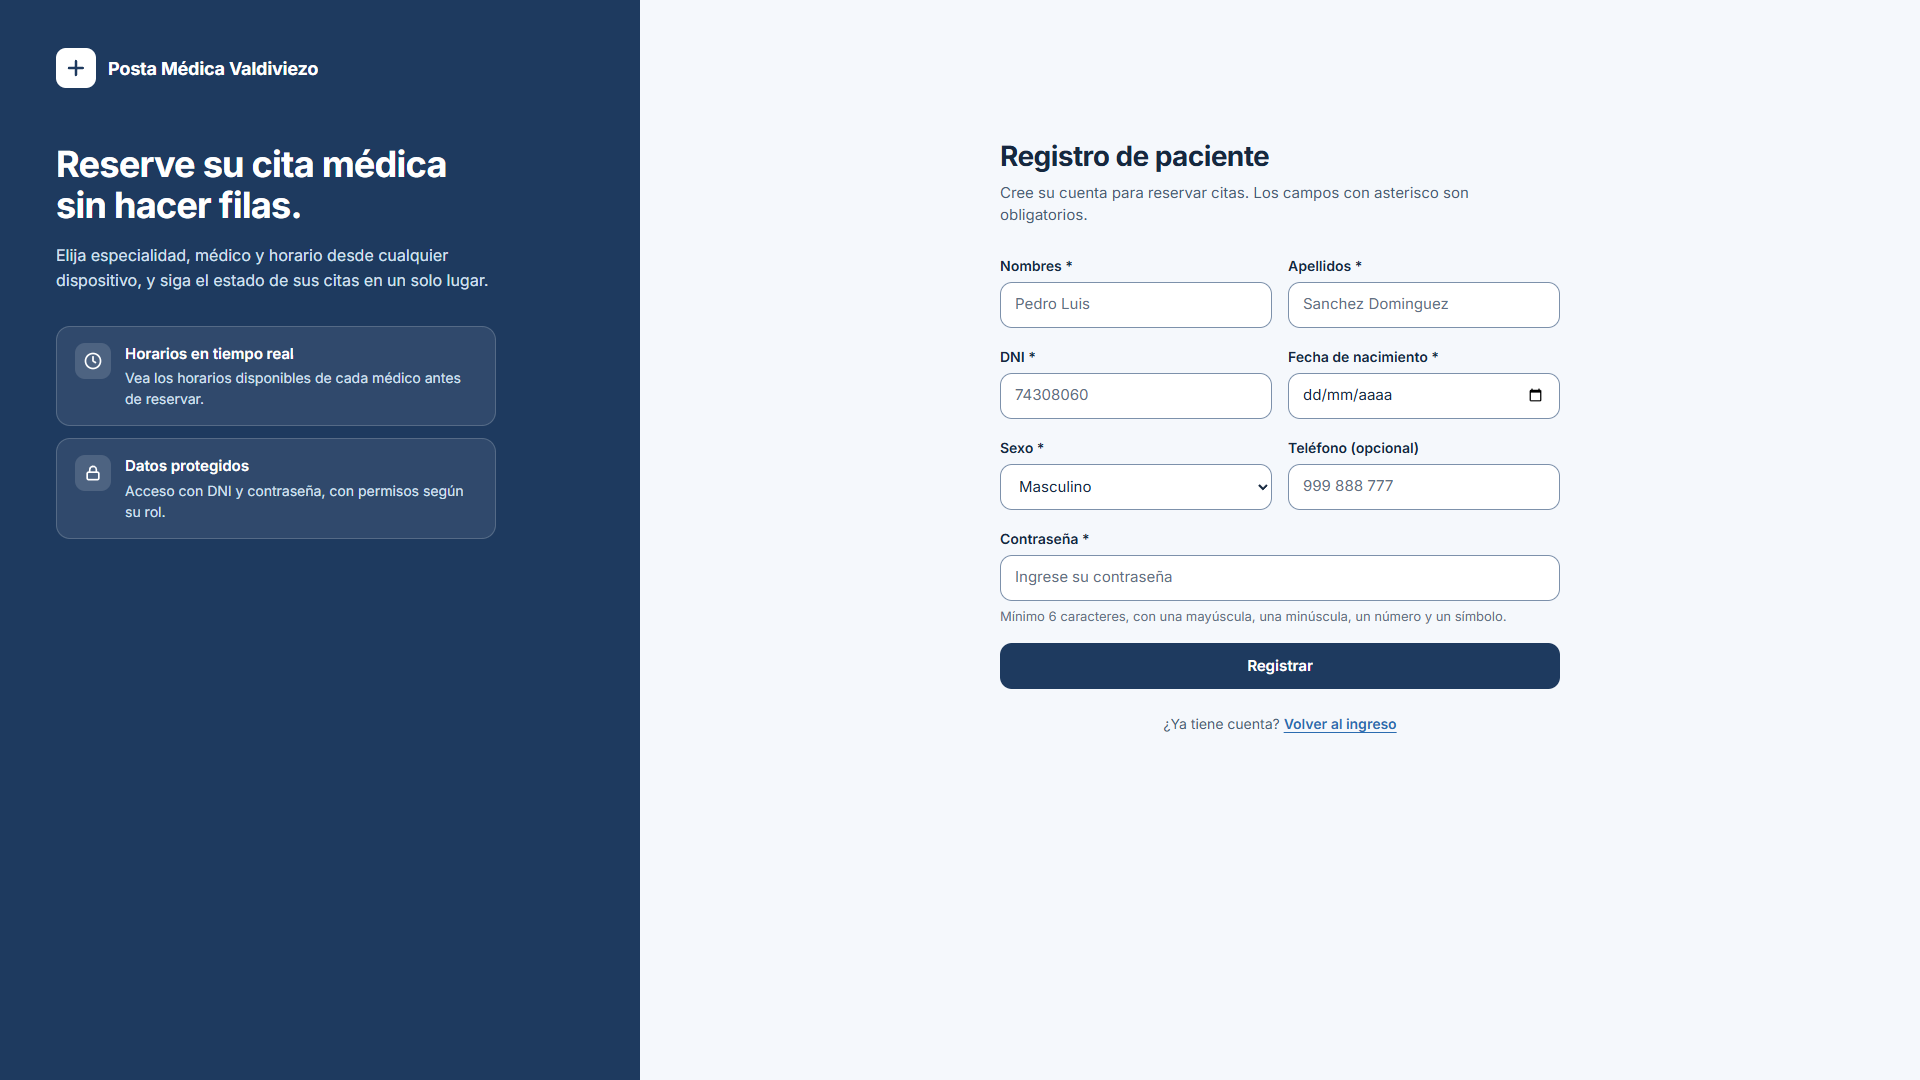 Posta Médica Valdiviezo
Reserve su cita médica
sin hacer filas.
Elija especialidad, médico y horario desde cualquier
dispositivo, y siga el estado de sus citas en un solo lugar.
Horarios en tiempo real
Vea los horarios disponibles de cada médico antes
de reservar.
Datos protegidos
Acceso con DNI y contraseña, con permisos según
su rol.
Registro de paciente
Cree su cuenta para reservar citas. Los campos con asterisco son
obligatorios.
Nombres * Apellidos *
Pedro Luis Sanchez Dominguez
DNI * Fecha de nacimiento *
74308060 dd/mm/aaaa
Sexo * Teléfono (opcional)
Masculino 999 888 777
Contraseña *
Ingrese su contraseña
Mínimo 6 caracteres, con una mayúscula, una minúscula, un número y un símbolo.
Registrar
¿Ya tiene cuenta? Volver al ingreso